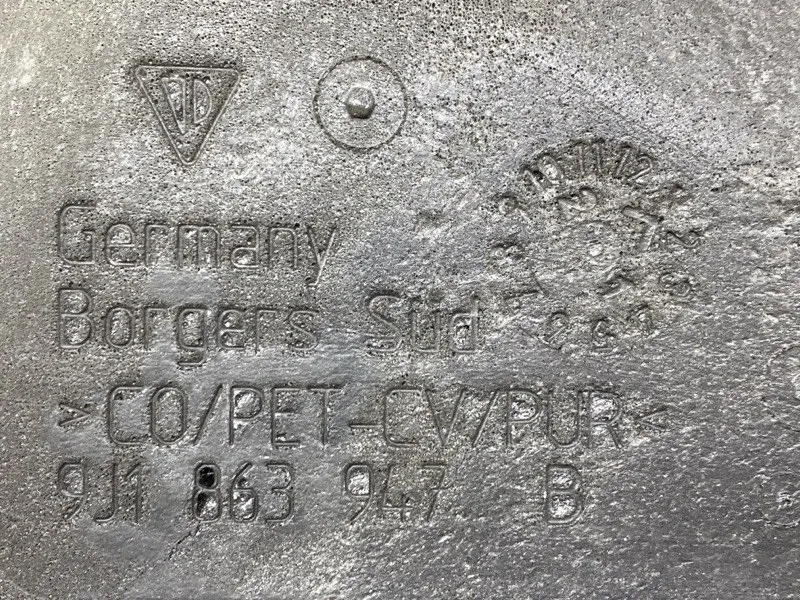 Germany
Borgers Süd
>CO/PET-CV/PUR<
9J1 863 947 B